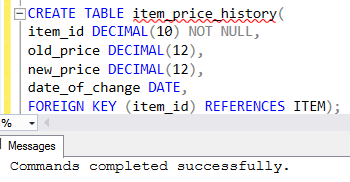 CREATE TABLE item_price_history(
item_id DECIMAL(10) NOT NULL,
old_price DECIMAL(12),
new_price DECIMAL(12),
date_of_change DATE,
FOREIGN KEY (item_id) REFERENCES ITEM);
%
Messages
Commands completed successfully.